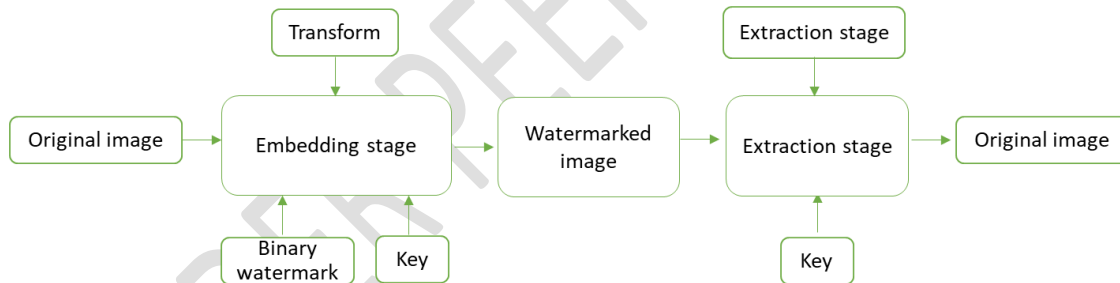 Transform
Extraction stage
Original image
Embedding stage
Watermarked
image
Extraction stage
Original image
Binary
watermark
Key
Key